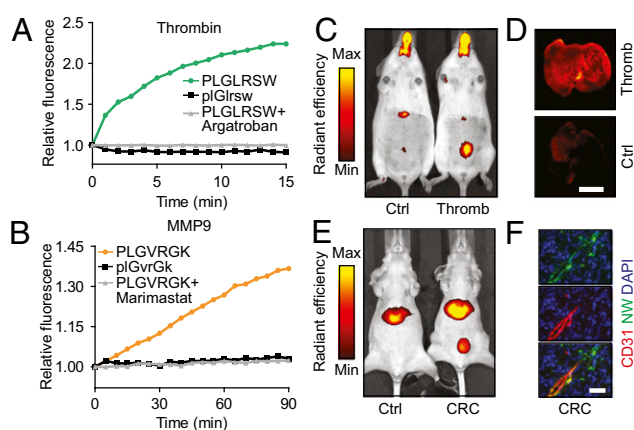 A
Thrombin
Relative fluorescence
2.5
2.0
1.5
1.0
PLGLRSW
plGlrsw
PLGLRSW+
Argatroban
0
5
10
15
Time (min)
B
MMP9
Relative fluorescence
1.45
1.30
1.15
1.00
PLGVRGK
plGvrGk
PLGVRGK+
Marimastat
0
30
60
90
Time (min)
C
Radiant efficiency
Max
Min
Ctrl
Thromb
D
Thromb
Ctrl
E
Radiant efficiency
Max
Min
Ctrl
CRC
F
CD31 NW DAPI
CRC